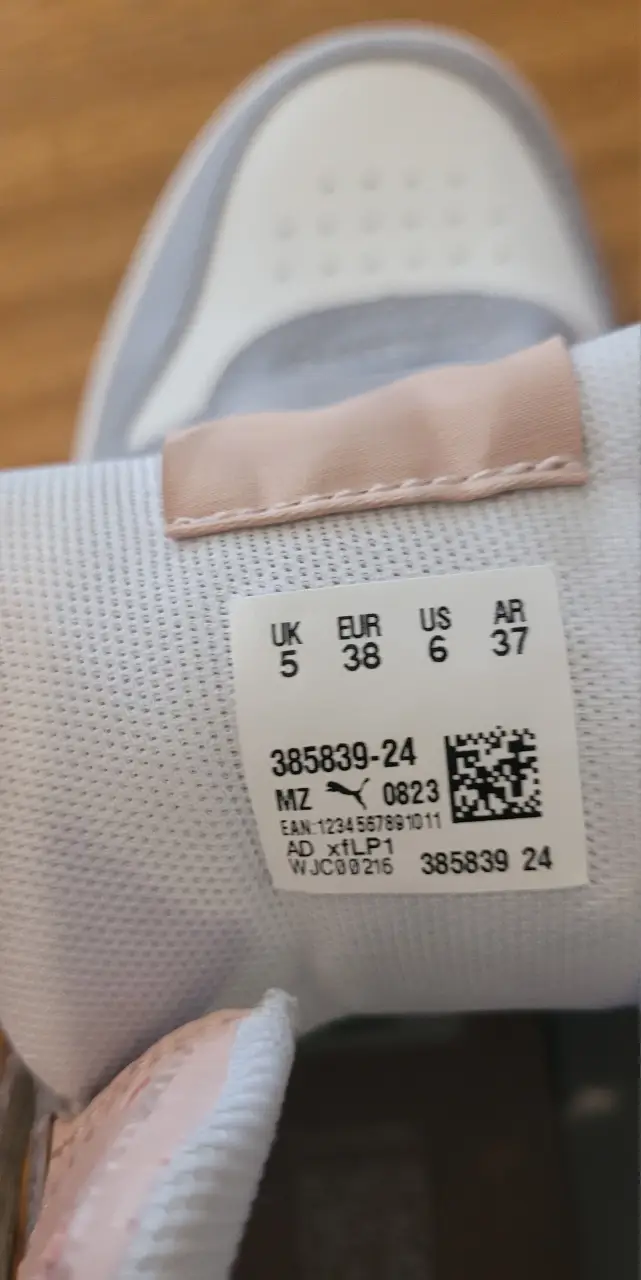 UK EUR US AR
5 38 6 37
385839-24
MZ 0823
EAN:1234567891011
AD xfLP1
WJC00216 385839 24